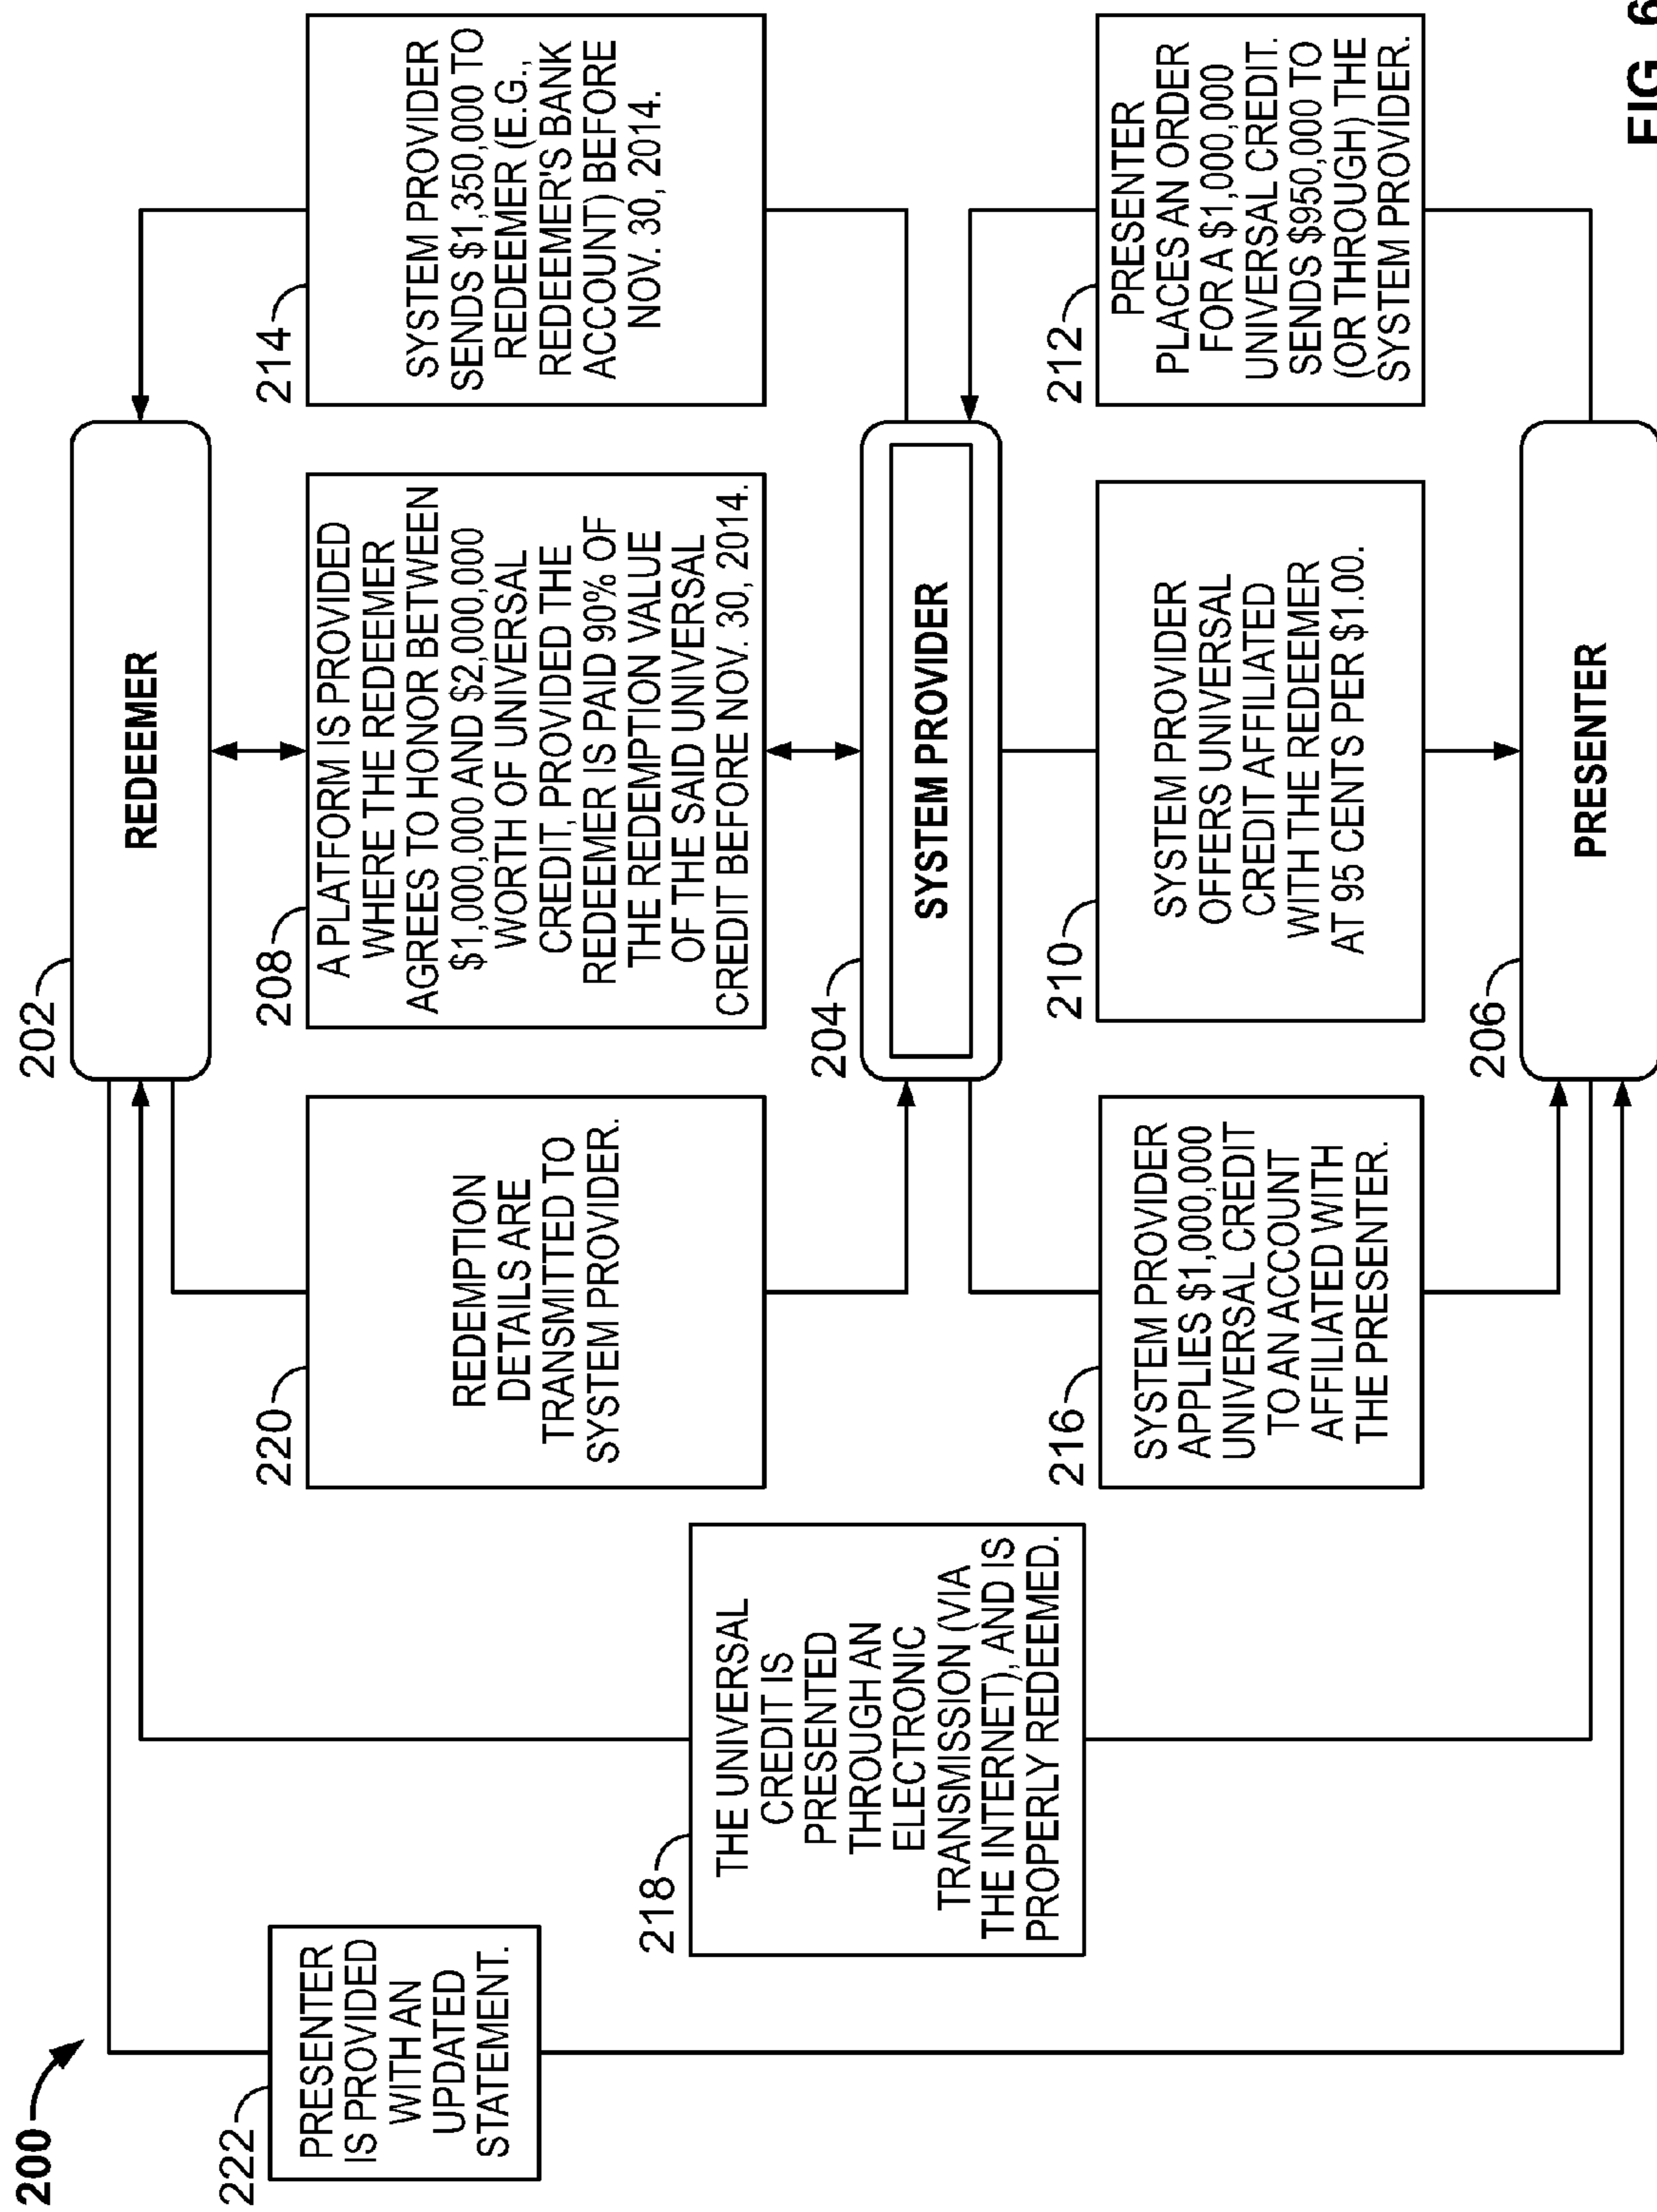 200
202
REDEEMER
222
PRESENTER
IS PROVIDED
WITH AN
UPDATED
STATEMENT.
220
REDEMPTION
DETAILS ARE
TRANSMITTED TO
SYSTEM PROVIDER.
208
A PLATFORM IS PROVIDED
WHERE THE REDEEMER
AGREES TO HONOR BETWEEN
$1,000,000 AND $2,000,000
WORTH OF UNIVERSAL
CREDIT, PROVIDED THE
REDEEMER IS PAID 90% OF
THE REDEMPTION VALUE
OF THE SAID UNIVERSAL
CREDIT BEFORE NOV. 30, 2014.
214
SYSTEM PROVIDER
SENDS $1,350,000 TO
REDEEMER (E.G.,
REDEEMER'S BANK
ACCOUNT) BEFORE
NOV. 30, 2014.
218
THE UNIVERSAL
CREDIT IS
PRESENTED
THROUGH AN
ELECTRONIC
TRANSMISSION (VIA
THE INTERNET), AND IS
PROPERLY REDEEMED.
204
SYSTEM PROVIDER
216
SYSTEM PROVIDER
APPLIES $1,000,000
UNIVERSAL CREDIT
TO AN ACCOUNT
AFFILIATED WITH
THE PRESENTER.
210
SYSTEM PROVIDER
OFFERS UNIVERSAL
CREDIT AFFILIATED
WITH THE REDEEMER
AT 95 CENTS PER $1.00.
212
PRESENTER
PLACES AN ORDER
FOR A $1,000,000
UNIVERSAL CREDIT.
SENDS $950,000 TO
(OR THROUGH) THE
SYSTEM PROVIDER.
206
PRESENTER
FIG. 6